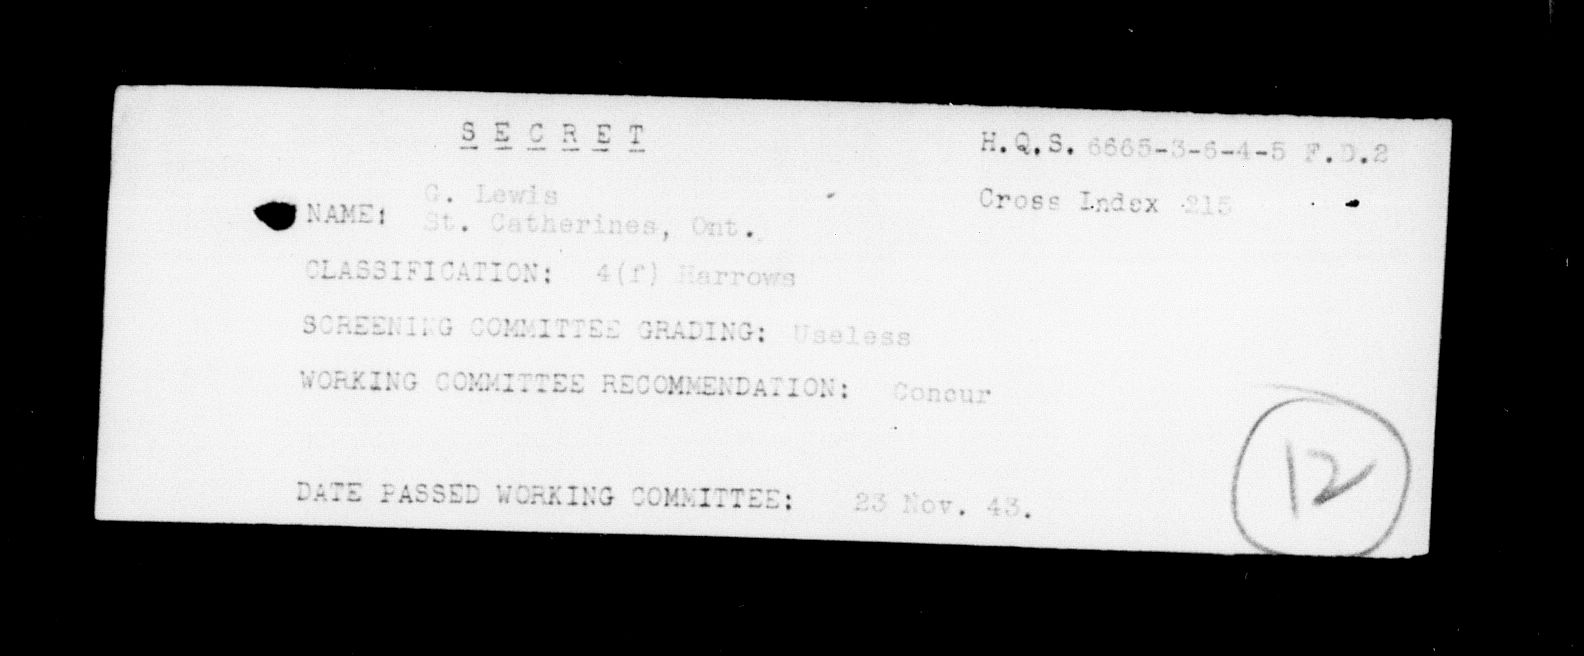 S E C R E T
H.Q.S. 6665-3-6-4-5 F.D.2
Cross Index 215
NAME: G. Lewis
St. Catherines, Ont.
CLASSIFICATION: 4(f) Harrows
SCREENING COMMITTEE GRADING: Useless
WORKING COMMITTEE RECOMMENDATION: Concur
DATE PASSED WORKING COMMITTEE: 23 Nov. 43.
12